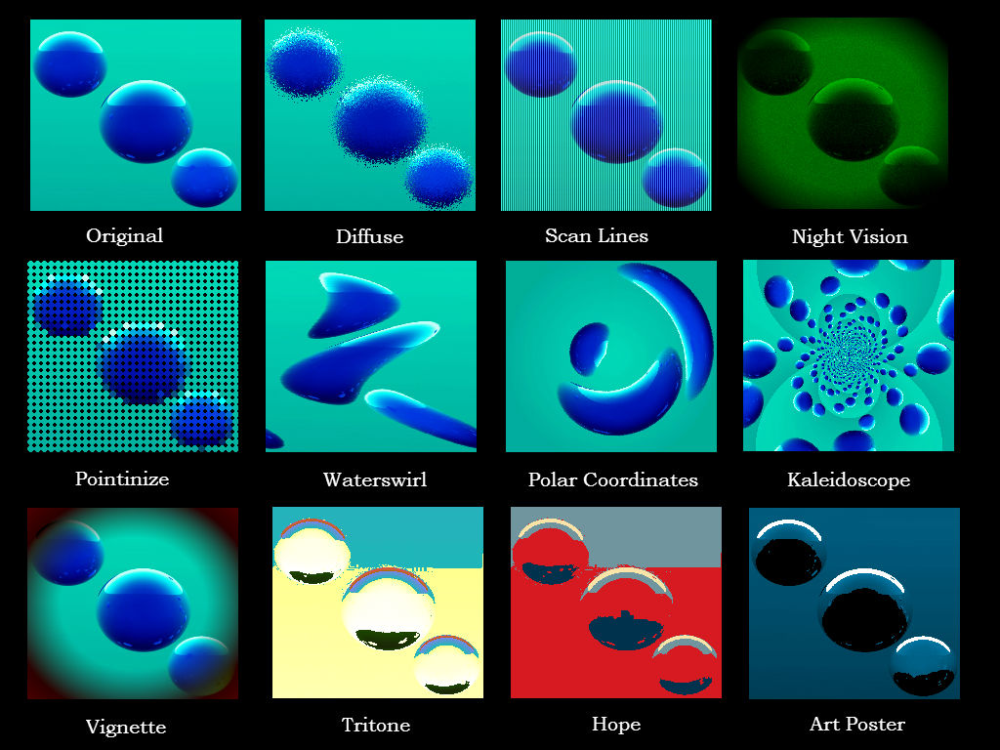 Original
Diffuse
Scan Lines
Night Vision
Pointinize
Waterswirl
Polar Coordinates
Kaleidoscope
Vignette
Tritone
Hope
Art Poster